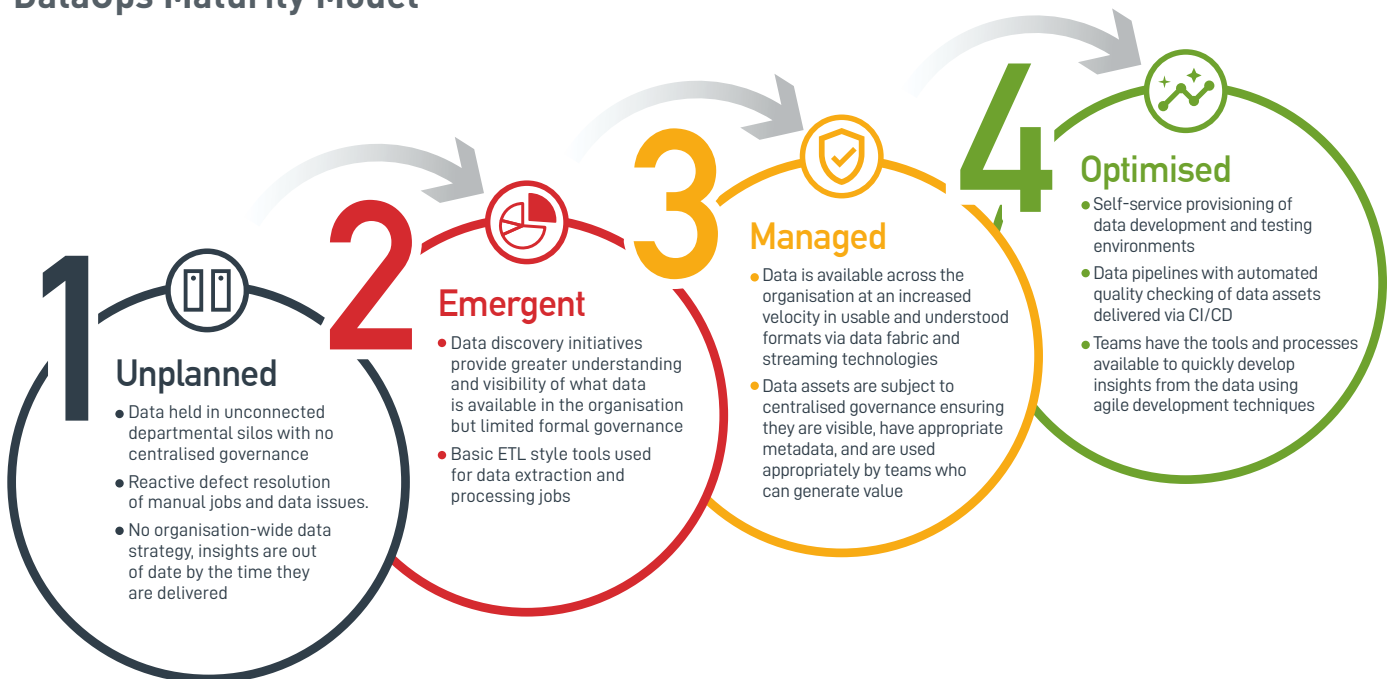 DataOps Maturity Model
1
Unplanned
• Data held in unconnected
departmental silos with no
centralised governance
• Reactive defect resolution
of manual jobs and data issues.
• No organisation-wide data
strategy, insights are out
of date by the time they
are delivered
2
Emergent
• Data discovery initiatives
provide greater understanding
and visibility of what data
is available in the organisation
but limited formal governance
• Basic ETL style tools used
for data extraction and
processing jobs
3
Managed
• Data is available across the
organisation at an increased
velocity in usable and understood
formats via data fabric and
streaming technologies
• Data assets are subject to
centralised governance ensuring
they are visible, have appropriate
metadata, and are used
appropriately by teams who
can generate value
4
Optimised
• Self-service provisioning of
data development and testing
environments
• Data pipelines with automated
quality checking of data assets
delivered via CI/CD
• Teams have the tools and processes
available to quickly develop
insights from the data using
agile development techniques